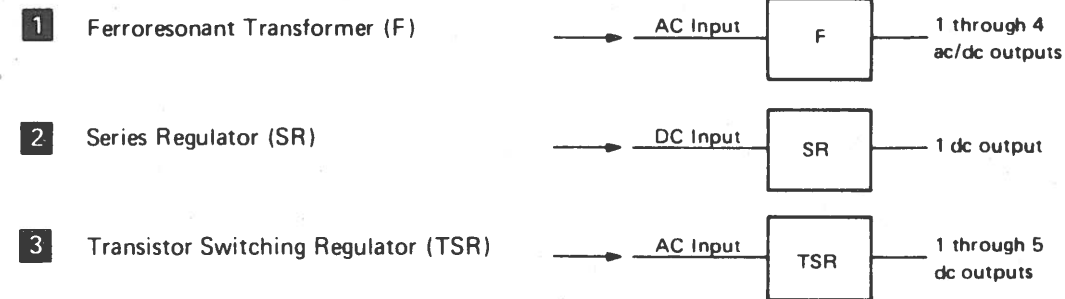 1 Ferroresonant Transformer (F) AC Input F 1 through 4
ac/dc outputs
2 Series Regulator (SR) DC Input SR 1 dc output
3 Transistor Switching Regulator (TSR) AC Input TSR 1 through 5
dc outputs